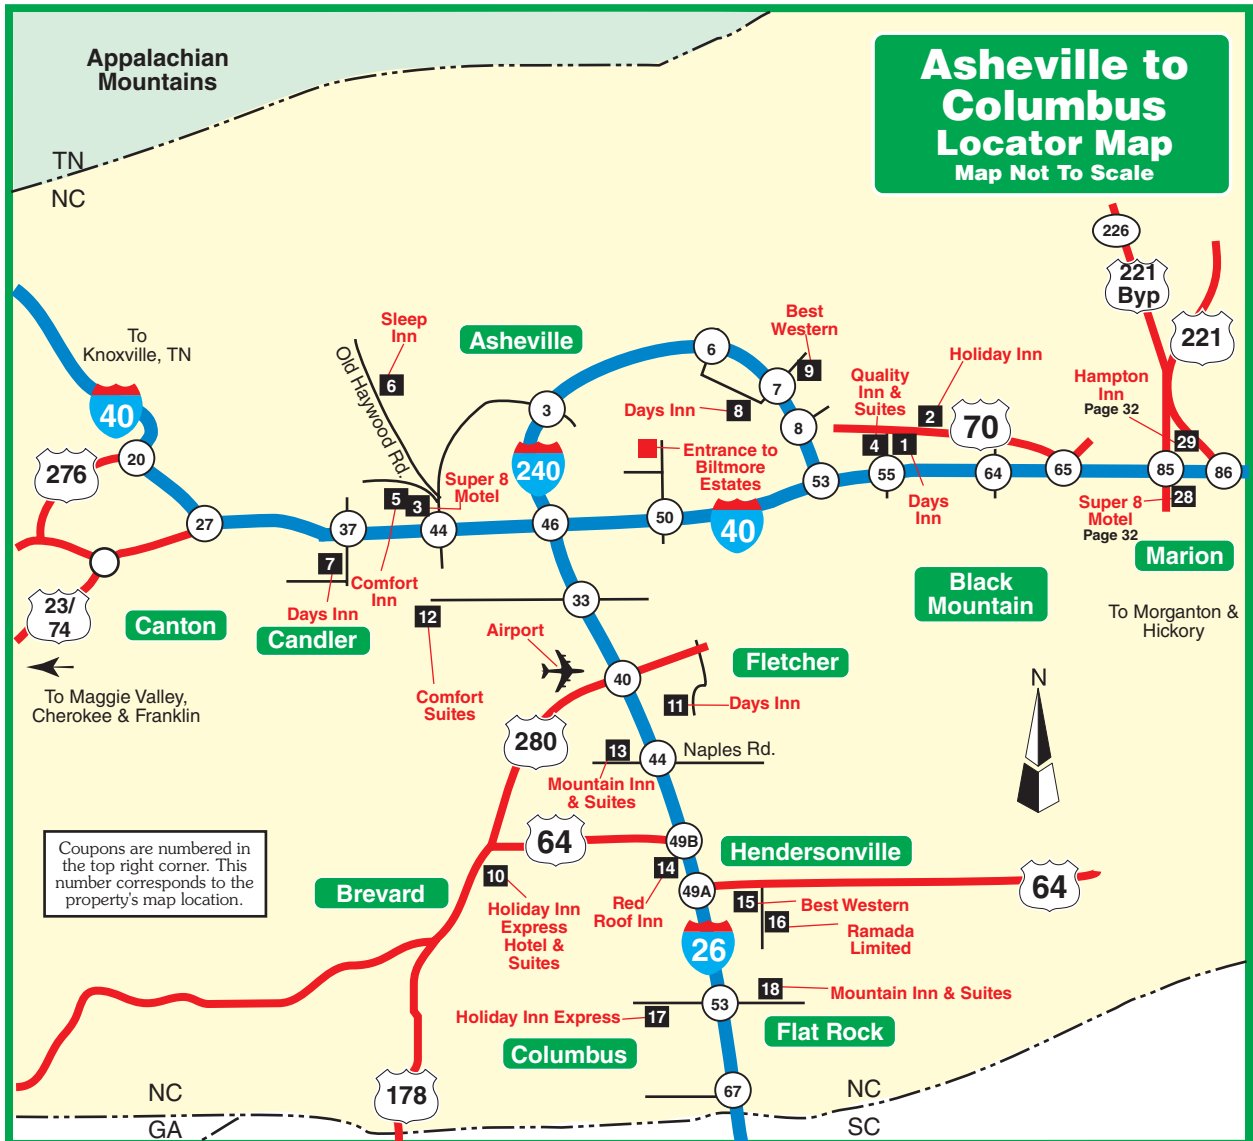 Appalachian
Mountains
Asheville to
Columbus
Locator Map
Map Not To Scale
TN
NC
226
221
Byp
221
To
Knoxville, TN
Sleep
Inn
6
Old Haywood Rd.
Asheville
6
Best
Western
9
7
Days Inn
8
8
3
Holiday Inn
2
Quality
Inn &
Suites
4
1
70
Hampton
Inn
Page 32
29
40
20
276
240
Entrance to
Biltmore
Estates
53
55
64
65
85
86
Super 8
Motel
5
3
Days
Inn
Super 8
Motel
Page 32
28
27
37
44
46
50
40
Marion
7
Comfort
Inn
Days Inn
Black
Mountain
23/
74
Canton
Candler
12
33
To Morganton &
Hickory
Airport
Fletcher
To Maggie Valley,
Cherokee & Franklin
Comfort
Suites
40
11
Days Inn
N
280
13
44
Naples Rd.
Mountain Inn
& Suites
64
49B
Hendersonville
Coupons are numbered in
the top right corner. This
number corresponds to the
property's map location.
Brevard
10
Holiday Inn
Express
Hotel &
Suites
14
Red
Roof Inn
49A
15
Best Western
16
Ramada
Limited
64
26
18
Mountain Inn & Suites
53
Holiday Inn Express
17
Flat Rock
Columbus
67
178
NC
GA
NC
SC